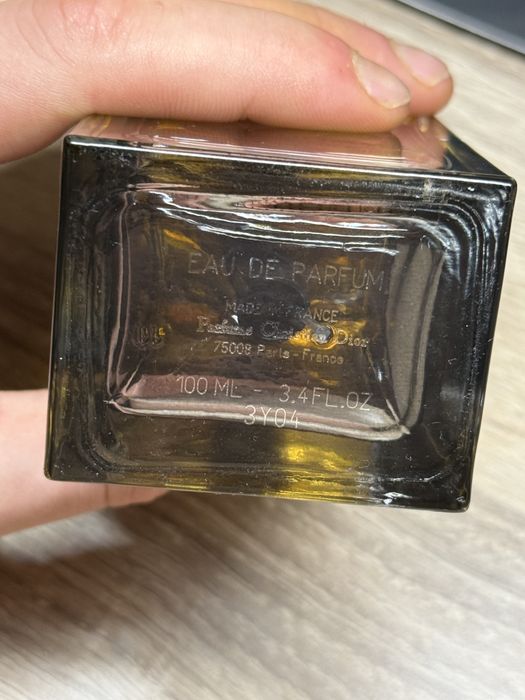 EAU DE PARFUM
MADE IN FRANCE
Parfums Christian Dior
75008 Paris - France
100 ML - 3.4 FL.OZ
3Y04